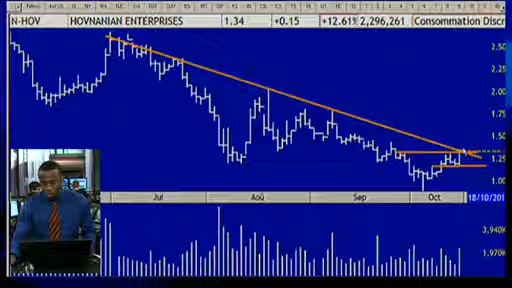 N-HOV HOVNANIAN ENTERPRISES 1.34 +0.15 +12.61% 2,296,261 Consommation Discr
2.50
2.25
2.00
1.75
1.50
1.25
1.00
Jul Aoû Sep Oct 18/10/201
3,940K
1,970K